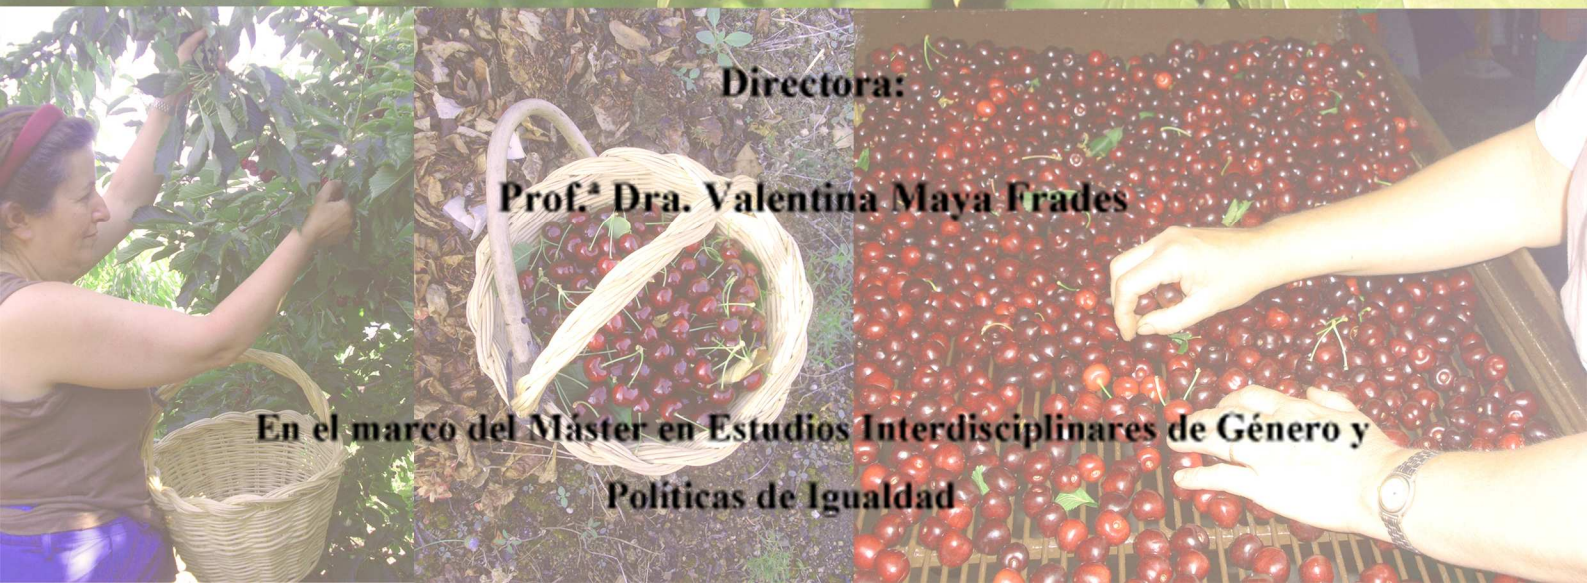 Directora:
Prof.ª Dra. Valentina Maya Frades
En el marco del Máster en Estudios Interdisciplinares de Género y
Políticas de Igualdad